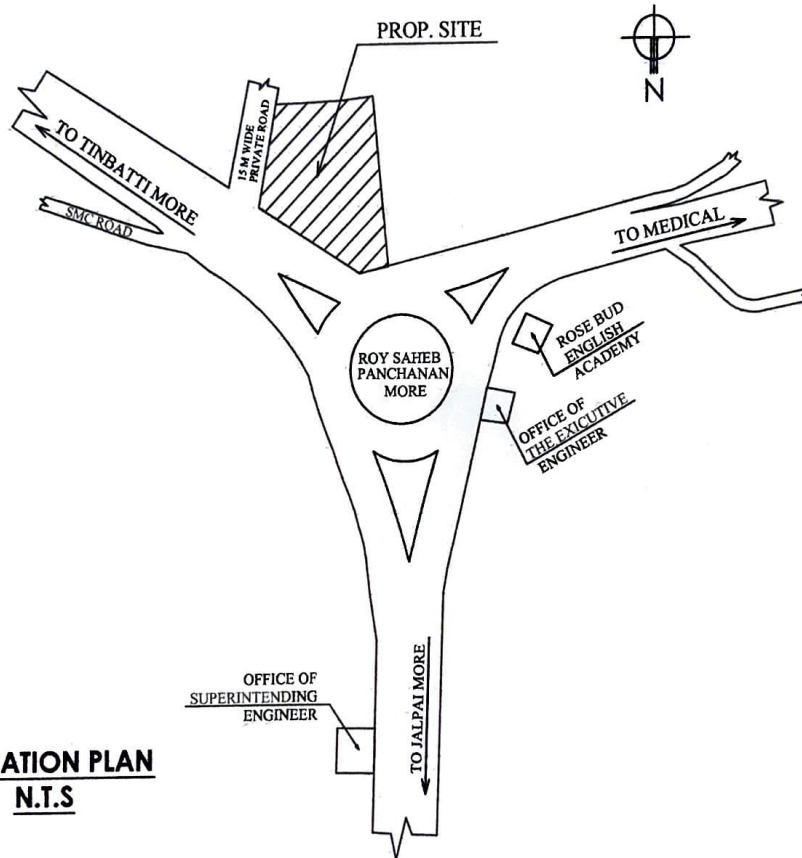 PROP. SITE
N
15 M WIDE
PRIVATE ROAD
TO TINBATTI MORE
SMC ROAD
TO MEDICAL
ROSE BUD
ENGLISH
ACADEMY
ROY SAHEB
PANCHANAN
MORE
OFFICE OF
THE EXICUTIVE
ENGINEER
OFFICE OF
SUPERINTENDING
ENGINEER
TO JALPAI MORE
ATION PLAN
N.T.S